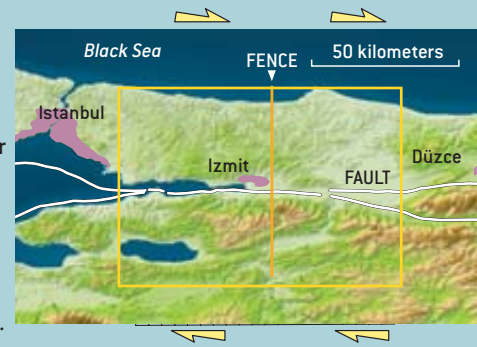 Black Sea
FENCE
50 kilometers
Istanbul
r
Izmit
Düzce
FAULT
.